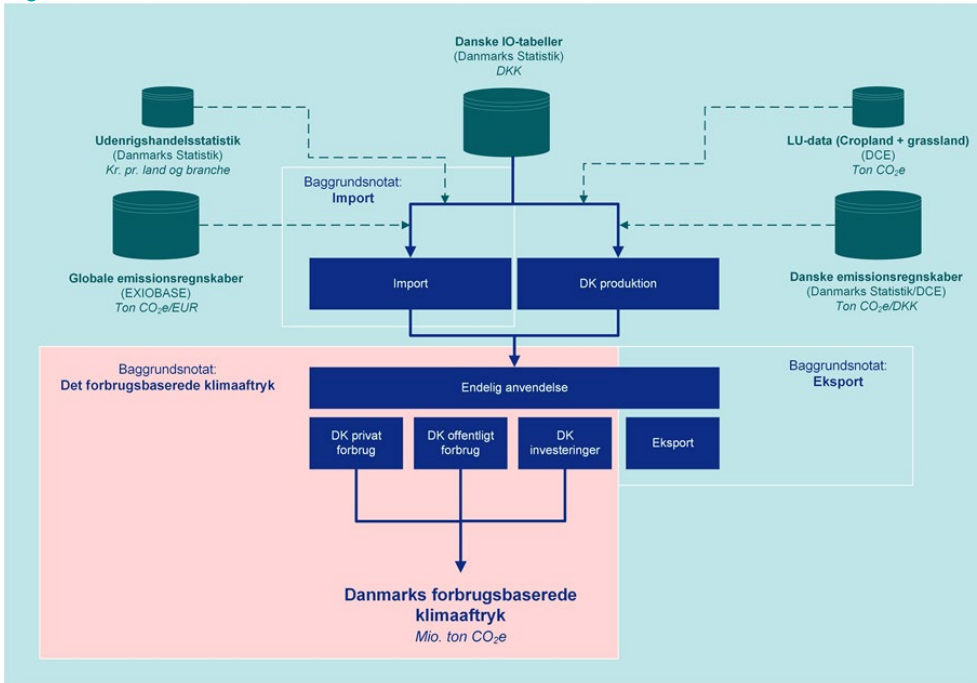 Danske IO-tabeller
(Danmarks Statistik)
DKK
Udenrigshandelsstatistik
(Danmarks Statistik)
Kr. pr. land og branche
LU-data (Cropland + grassland)
(DCE)
Ton CO₂e
Baggrundsnotat:
Import
Globale emissionsregnskaber
(EXIOBASE)
Ton CO₂e/EUR
Import
DK produktion
Danske emissionsregnskaber
(Danmarks Statistik/DCE)
Ton CO₂e/DKK
Baggrundsnotat:
Det forbrugsbaserede klimaaftryk
Baggrundsnotat:
Eksport
Endelig anvendelse
DK privat
forbrug
DK offentligt
forbrug
DK
investeringer
Eksport
Danmarks forbrugsbaserede
klimaaftryk
Mio. ton CO₂e